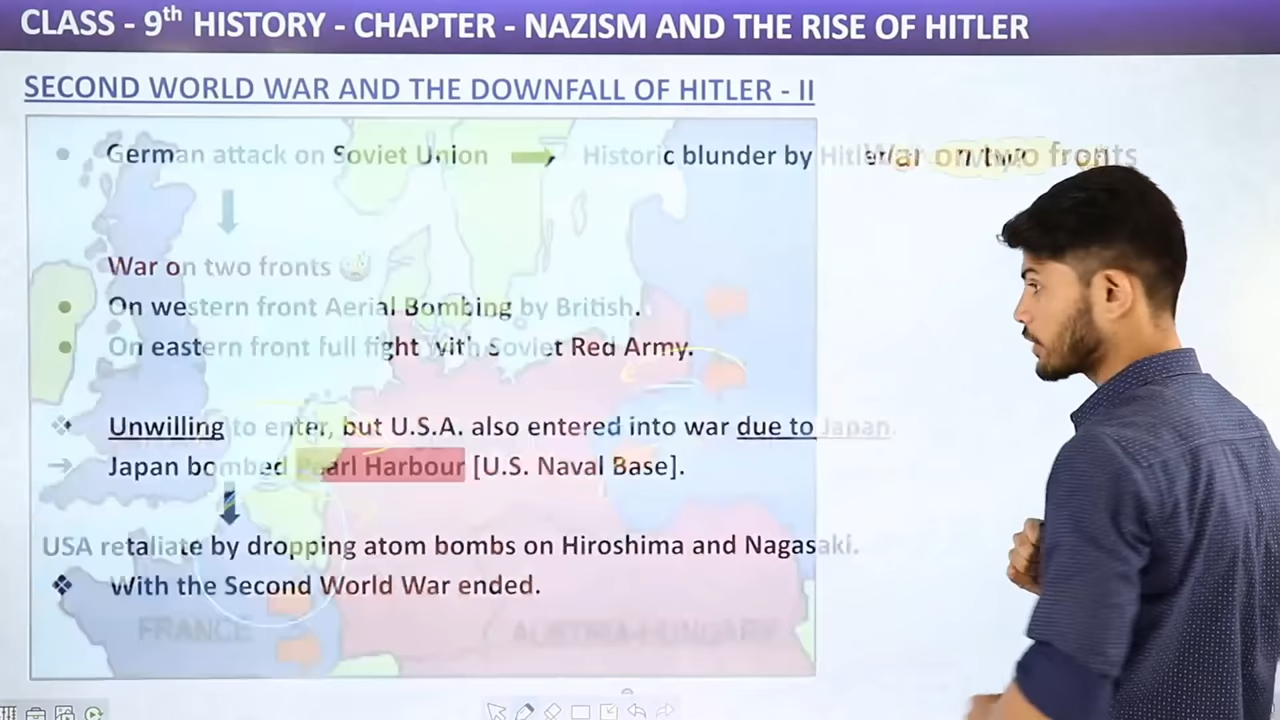 CLASS - 9th HISTORY - CHAPTER - NAZISM AND THE RISE OF HITLER
SECOND WORLD WAR AND THE DOWNFALL OF HITLER - II
German attack on Soviet Union Historic blunder by
War on two fronts
On western front Aerial Bombing by British.
On eastern front full fight with Soviet Red Army.
Unwilling to enter, but U.S.A. also entered into war due to Japan.
Japan bombed Pearl Harbour [U.S. Naval Base].
USA retaliate by dropping atom bombs on Hiroshima and Nagasaki.
With the Second World War ended.
FRANCE AUSTRIA-HUNGARY